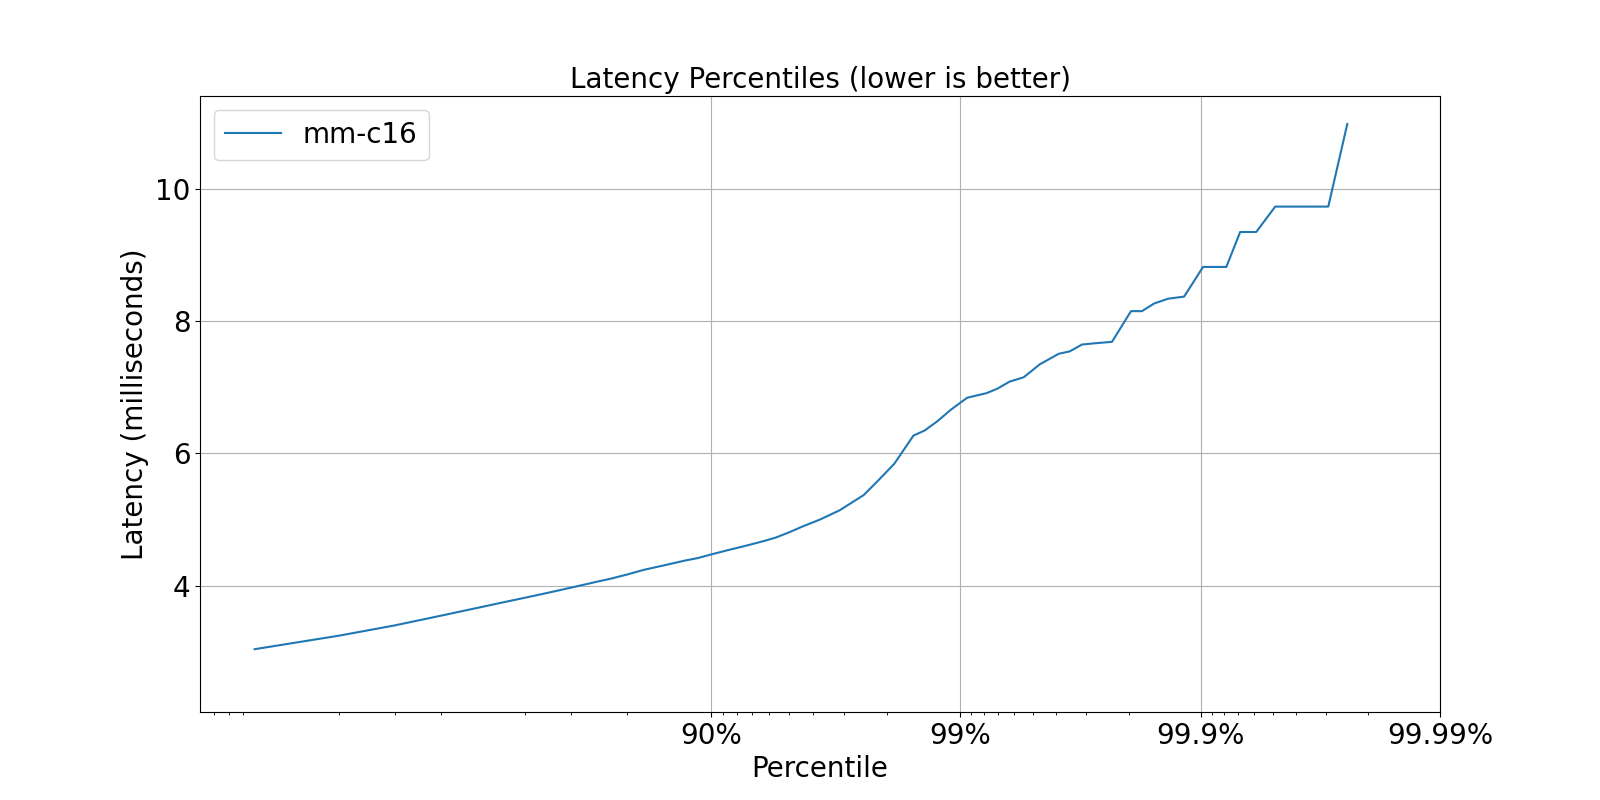 Latency Percentiles (lower is better)
mm-c16
10
8
6
4
Latency (milliseconds)
90%
99%
99.9%
99.99%
Percentile